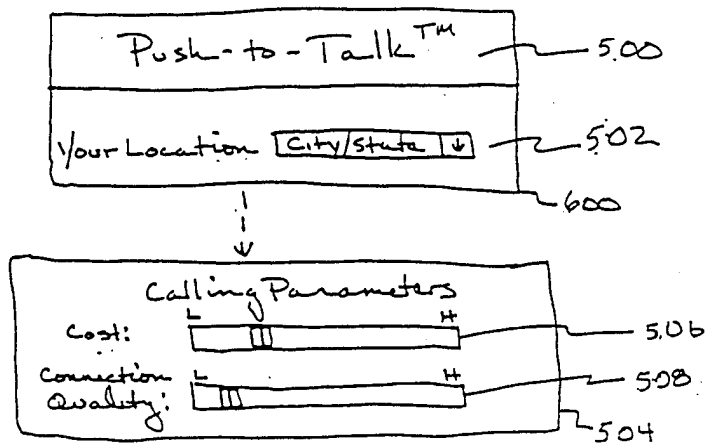 Push-to-Talk™ 500
Your Location City/State ↓ 502
600
Calling Parameters
L H
Cost: 506
L H
Connection 508
Quality:
504